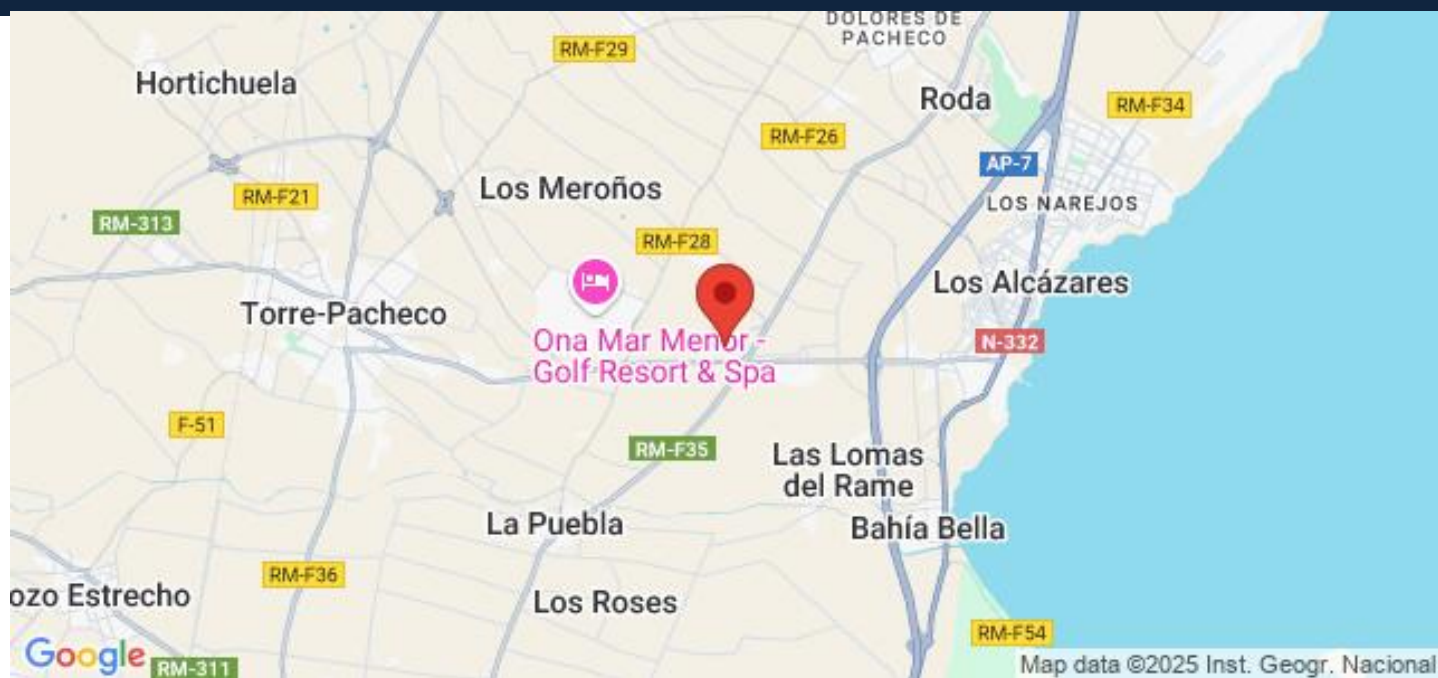 DOLORES DE
PACHECO
RM-F29
Hortichuela
Roda
RM-F34
RM-F26
AP-7
Los Meroños
RM-F21
LOS NAREJOS
RM-313
RM-F28
Los Alcázares
Torre-Pacheco
Ona Mar Menor -
Golf Resort & Spa
N-332
F-51
RM-F35
Las Lomas
del Rame
La Puebla
Bahía Bella
RM-F36
ozo Estrecho
Los Roses
RM-F54
Google
RM-311
Map data ©2025 Inst. Geogr. Nacional